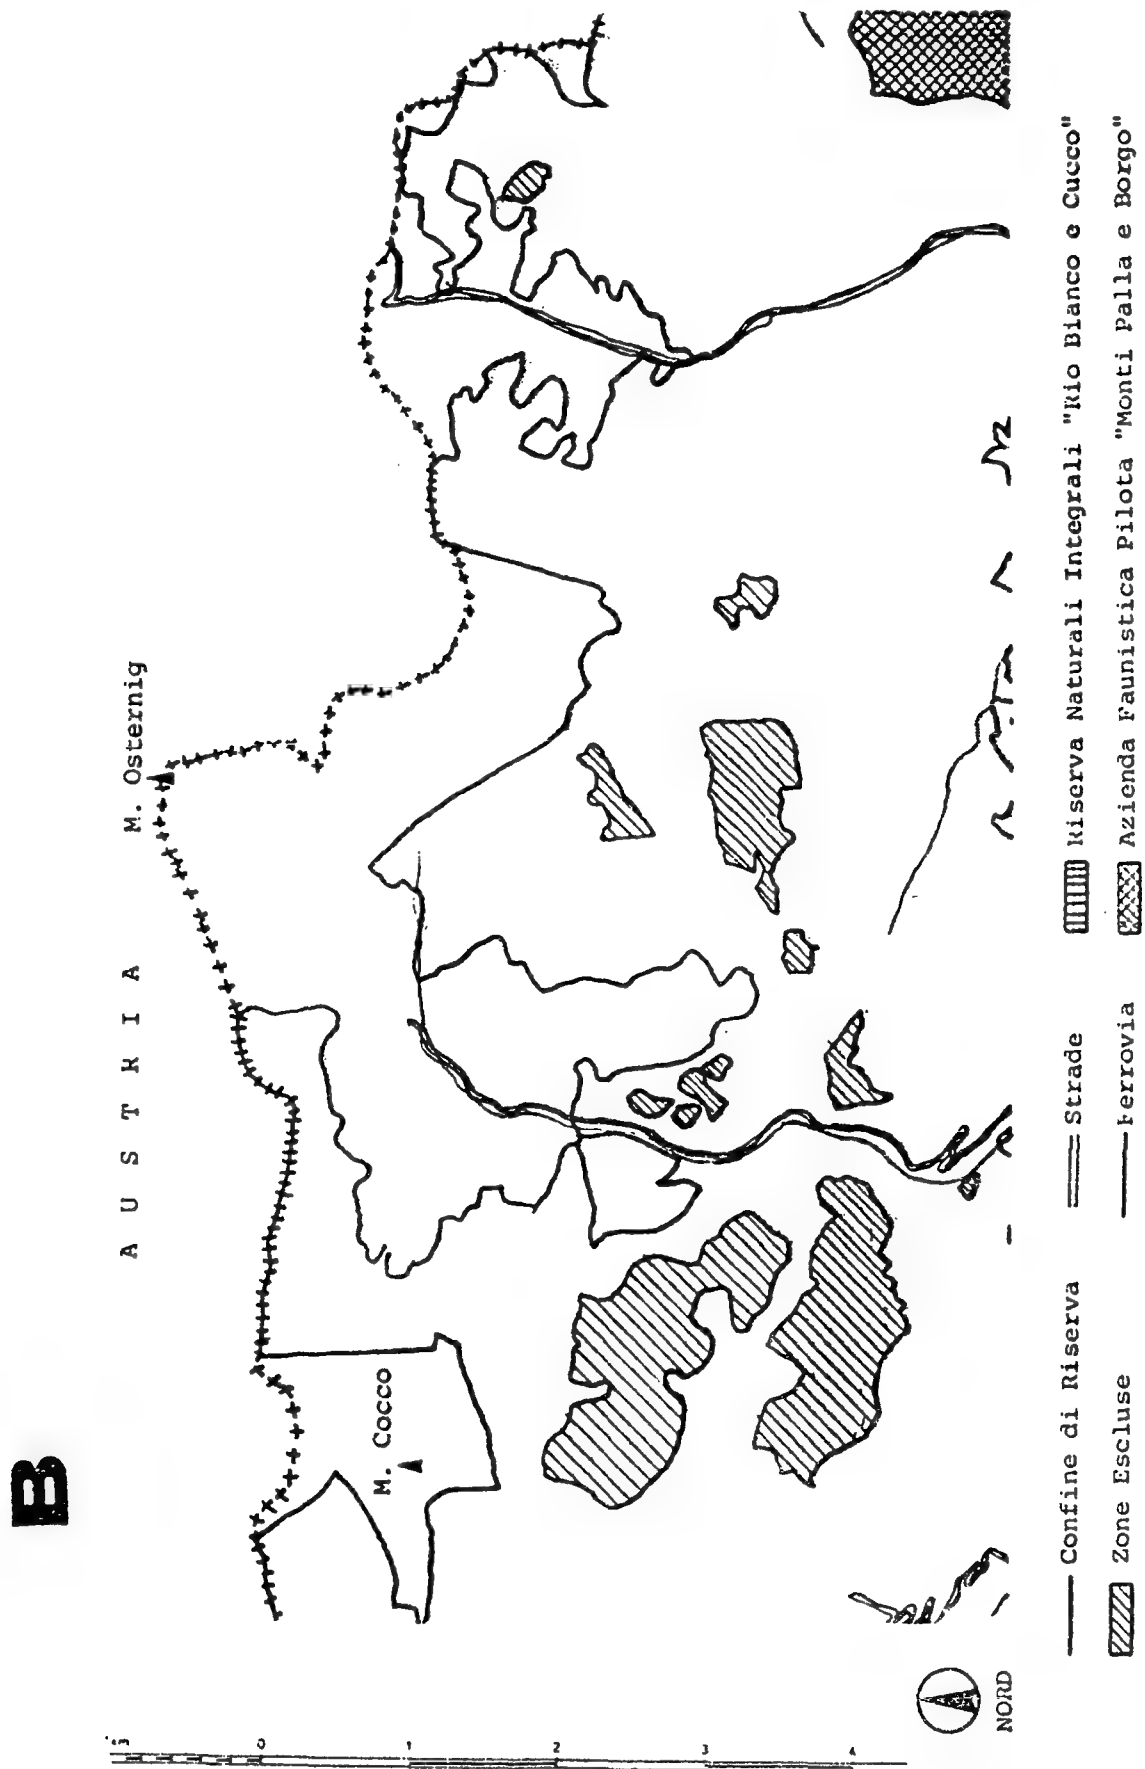 B
A U S T R I A
M. Osternig
M. Cocco
0
1
2
3
4
NORD
Confine di Riserva
Strade
Riserva Naturali Integrali "Rio Bianco e Cucco"
Zone Escluse
Ferrovia
Azienda Faunistica Pilota "Monti Palla e Borgo"